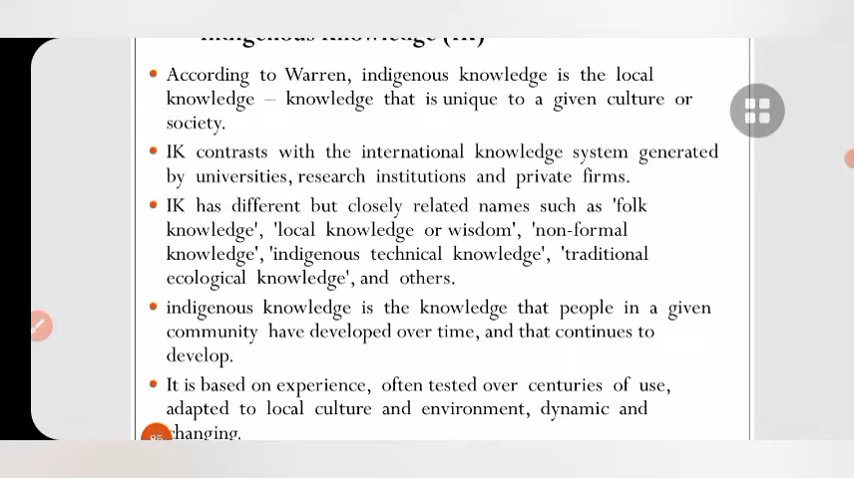 Indigenous Knowledge (IK)
According to Warren, indigenous knowledge is the local
knowledge – knowledge that is unique to a given culture or
society.
IK contrasts with the international knowledge system generated
by universities, research institutions and private firms.
IK has different but closely related names such as 'folk
knowledge', 'local knowledge or wisdom', 'non-formal
knowledge', 'indigenous technical knowledge', 'traditional
ecological knowledge', and others.
indigenous knowledge is the knowledge that people in a given
community have developed over time, and that continues to
develop.
It is based on experience, often tested over centuries of use,
adapted to local culture and environment, dynamic and
changing.